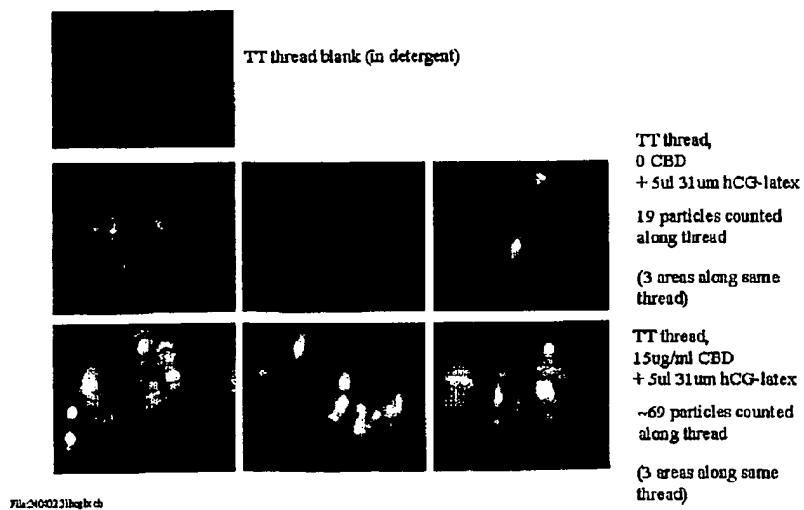 TT thread blank (in detergent)
TT thread,
0 CBD
+ 5ul 31um hCG-latex
19 particles counted
along thread
(3 areas along same
thread)
TT thread,
15ug/ml CBD
+ 5ul 31um hCG-latex
~69 particles counted
along thread
(3 areas along same
thread)